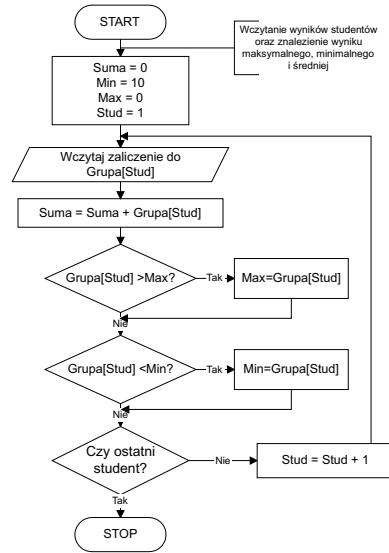 START
Wczytanie wyników studentów
oraz znalezienie wyniku
maksymalnego, minimalnego
i średniej
Suma = 0
Min = 10
Max = 0
Stud = 1
Wczytaj zaliczenie do
Grupa[Stud]
Suma = Suma + Grupa[Stud]
Grupa[Stud] >Max?
Tak
Max=Grupa[Stud]
Nie
Grupa[Stud] <Min?
Tak
Min=Grupa[Stud]
Nie
Czy ostatni
student?
Nie
Stud = Stud + 1
Tak
STOP